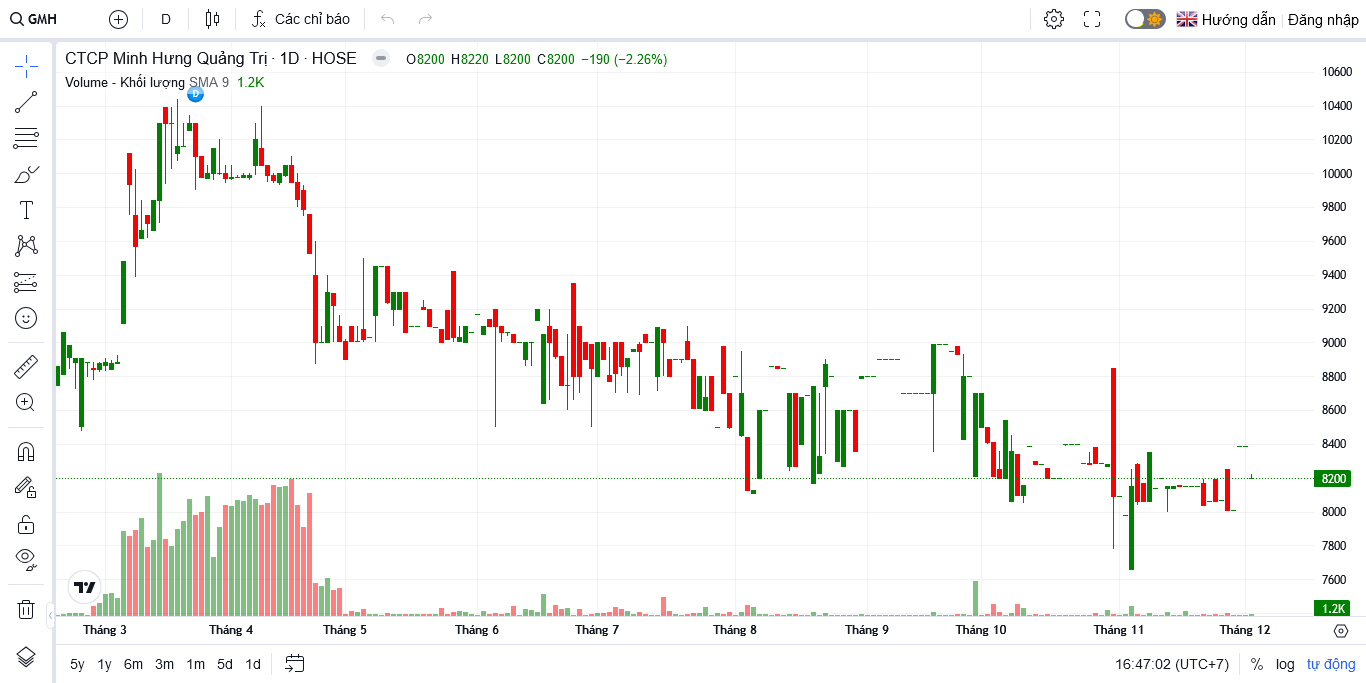 GMH D Các chỉ báo Hướng dẫn Đăng nhập
CTCP Minh Hưng Quảng Trị · 1D · HOSE O8200 H8220 L8200 C8200 −190 (−2.26%)
Volume - Khối lượng SMA 9 1.2K
D
10600
10400
10200
10000
9800
9600
9400
9200
9000
8800
8600
8400
8200
8000
7800
7600
1.2K
Tháng 3 Tháng 4 Tháng 5 Tháng 6 Tháng 7 Tháng 8 Tháng 9 Tháng 10 Tháng 11 Tháng 12
5y 1y 6m 3m 1m 5d 1d 16:47:02 (UTC+7) % log tự động